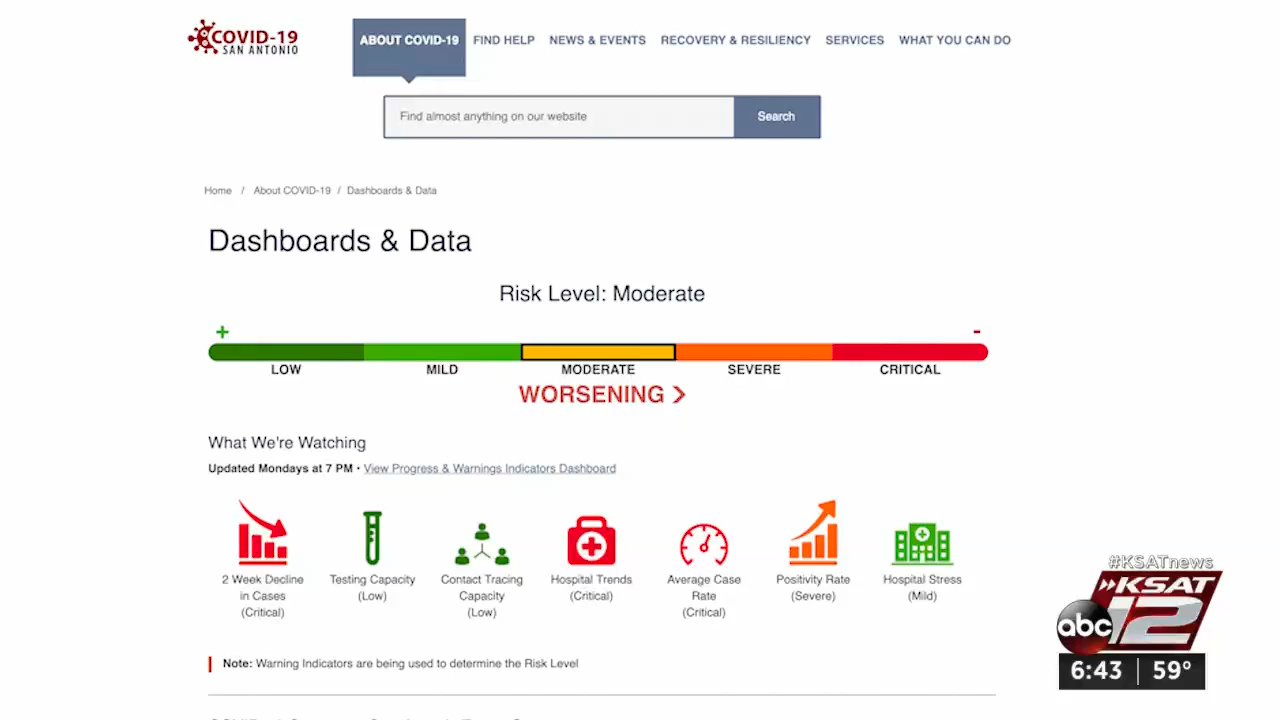 COVID-19
SAN ANTONIO
ABOUT COVID-19 FIND HELP NEWS & EVENTS RECOVERY & RESILIENCY SERVICES WHAT YOU CAN DO
Find almost anything on our website Search
Home / About COVID-19 / Dashboards & Data
Dashboards & Data
Risk Level: Moderate
+ -
LOW MILD MODERATE SEVERE CRITICAL
WORSENING >
What We're Watching
Updated Mondays at 7 PM • View Progress & Warnings Indicators Dashboard
2 Week Decline in Cases (Critical)
Testing Capacity (Low)
Contact Tracing Capacity (Low)
Hospital Trends (Critical)
Average Case Rate (Critical)
Positivity Rate (Severe)
Hospital Stress (Mild)
Note: Warning Indicators are being used to determine the Risk Level
#KSATnews
KSAT
abc 12
6:43 59°